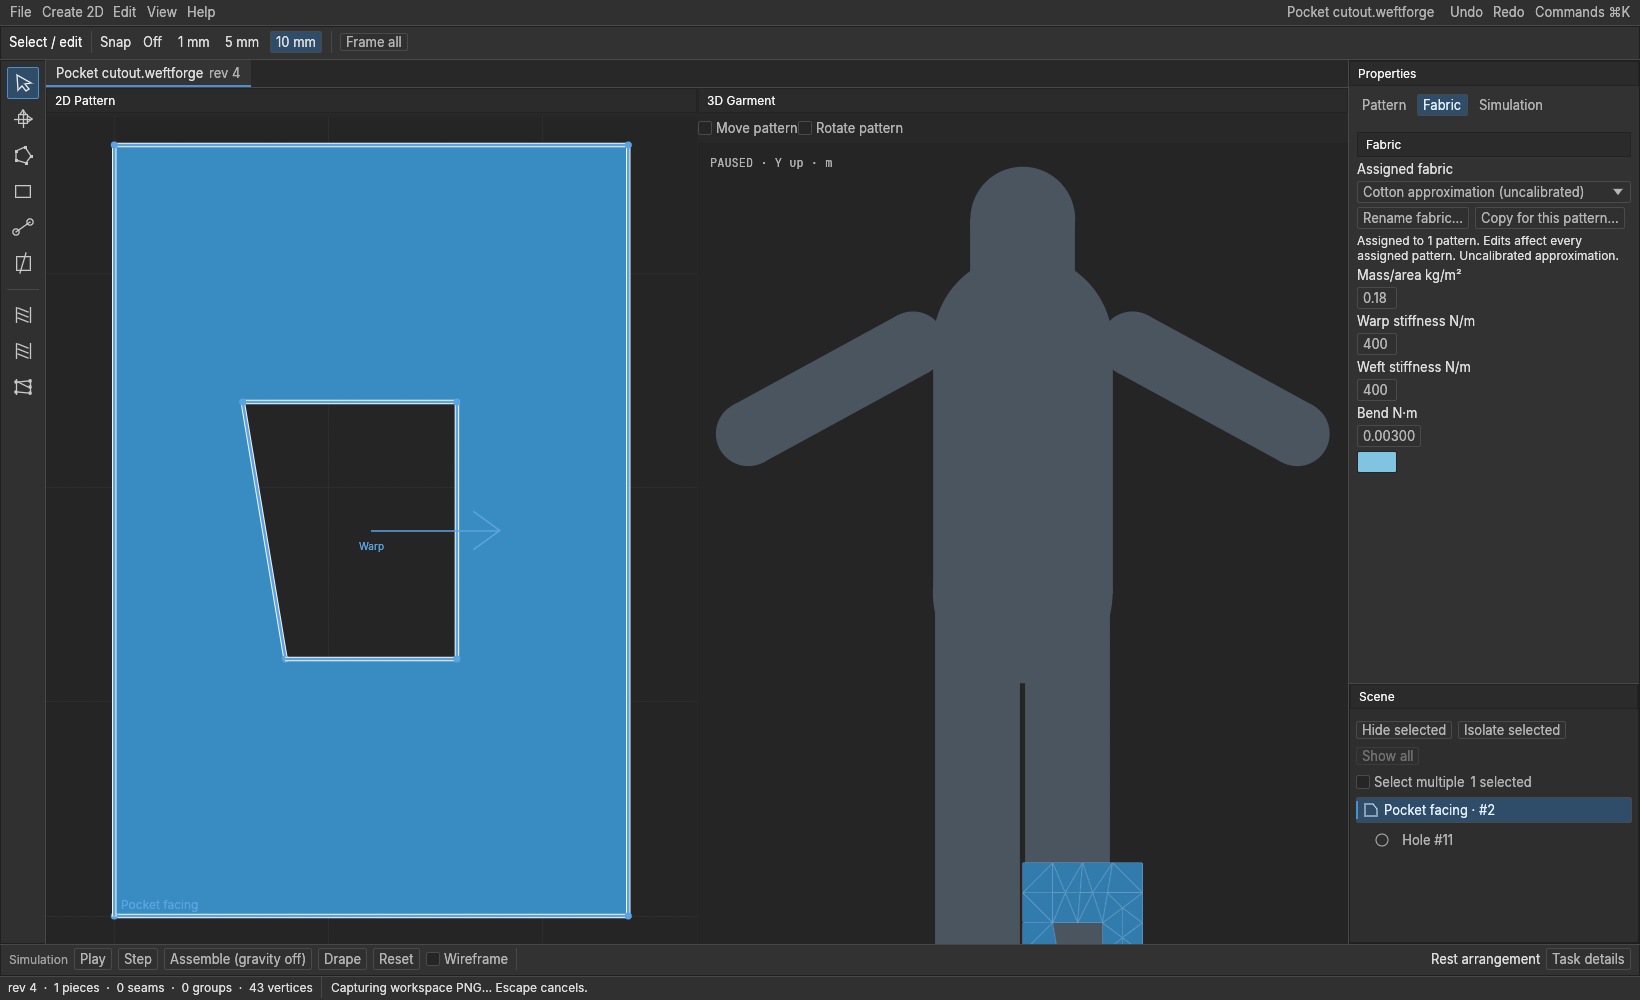 File Create 2D Edit View Help
Pocket cutout.weftforge Undo Redo Commands ⌘K
Select / edit Snap Off 1 mm 5 mm 10 mm Frame all
Pocket cutout.weftforge rev 4
2D Pattern
Warp
Pocket facing
3D Garment
Move pattern Rotate pattern
PAUSED · Y up · m
Properties
Pattern Fabric Simulation
Fabric
Assigned fabric
Cotton approximation (uncalibrated)
Rename fabric... Copy for this pattern...
Assigned to 1 pattern. Edits affect every
assigned pattern. Uncalibrated approximation.
Mass/area kg/m²
0.18
Warp stiffness N/m
400
Weft stiffness N/m
400
Bend N·m
0.00300
Scene
Hide selected Isolate selected
Show all
Select multiple 1 selected
Pocket facing · #2
Hole #11
Simulation Play Step Assemble (gravity off) Drape Reset Wireframe
Rest arrangement Task details
rev 4 · 1 pieces · 0 seams · 0 groups · 43 vertices Capturing workspace PNG... Escape cancels.